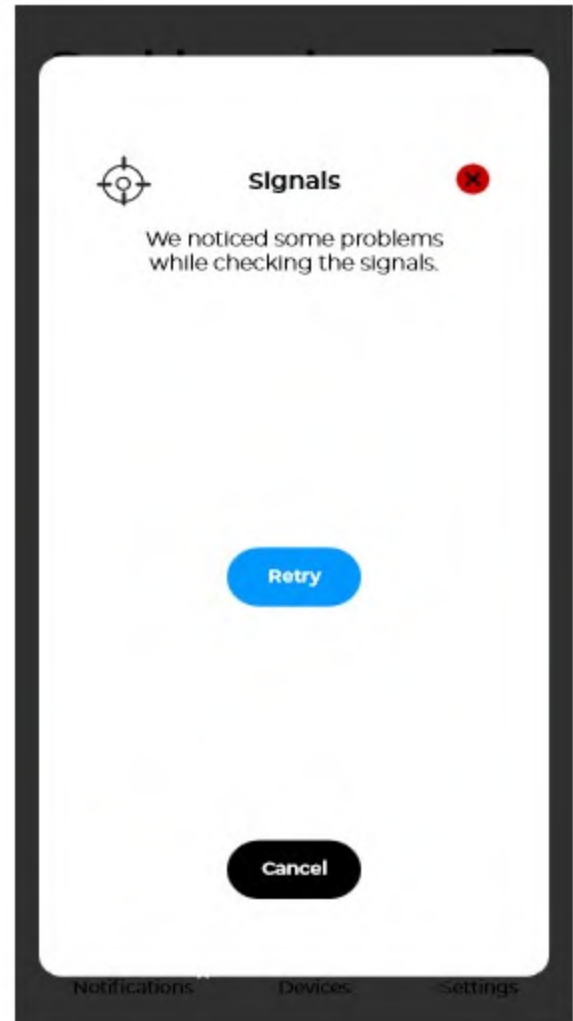 Signals
We noticed some problems
while checking the signals.
Retry
Cancel
Notifications Devices Settings